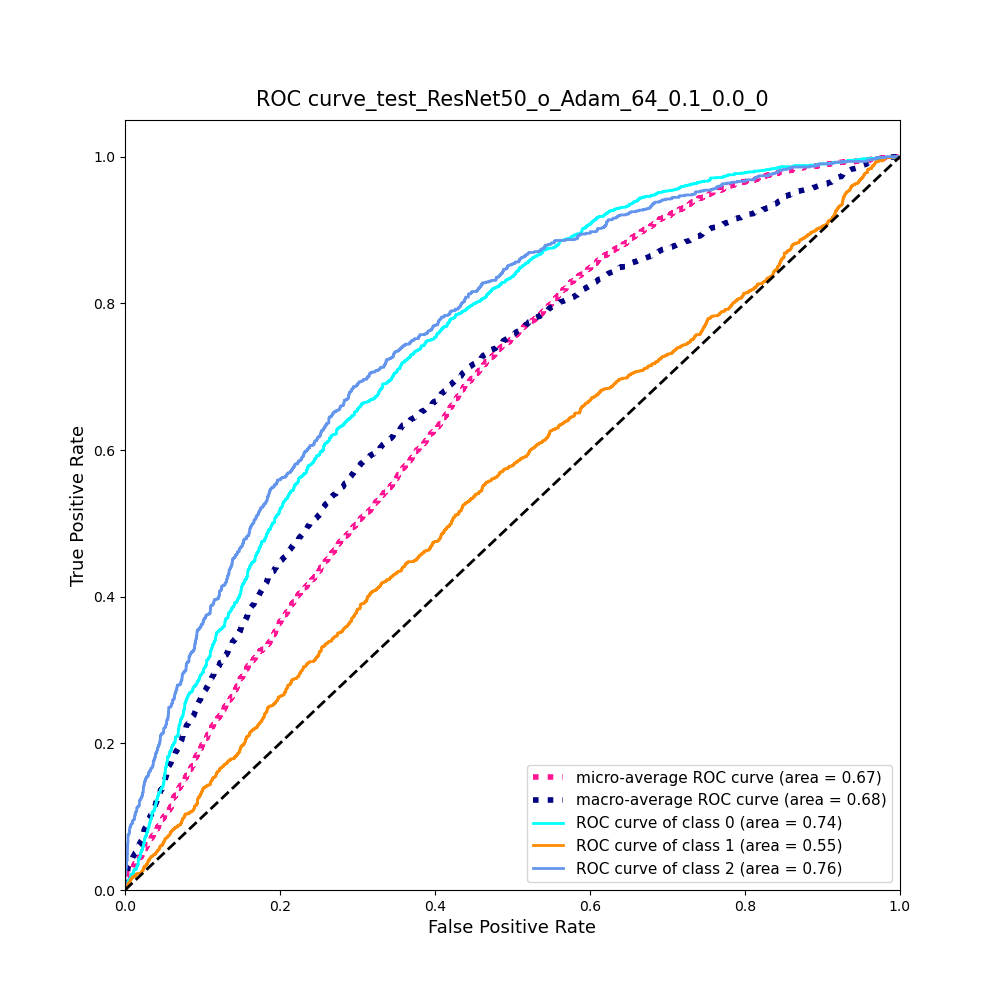 ROC curve_test_ResNet50_o_Adam_64_0.1_0.0_0
True Positive Rate
1.0
0.8
0.6
0.4
0.2
0.0
micro-average ROC curve (area = 0.67)
macro-average ROC curve (area = 0.68)
ROC curve of class 0 (area = 0.74)
ROC curve of class 1 (area = 0.55)
ROC curve of class 2 (area = 0.76)
0.0 0.2 0.4 0.6 0.8 1.0
False Positive Rate